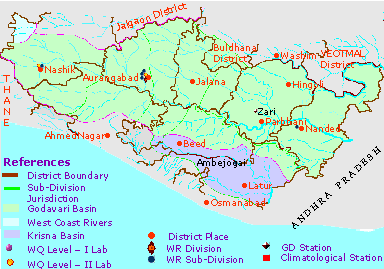 Jalgaon District
Buldhana
District
Washim
YEOTMAL
District
Nashik
Aurangabad
Jalana
Hingoli
THANE
Zari
Parbhani
Nanded
AhmedNagar
Beed
Ambejogai
Latur
Osmanabad
ANDHRA PRADESH
References
District Boundary
Sub-Division
Jurisdiction
Godavari Basin
West Coast Rivers
Krisna Basin
WQ Level - I Lab
WQ Level - II Lab
District Place
WR Division
WR Sub-Division
GD Station
Climatological Station